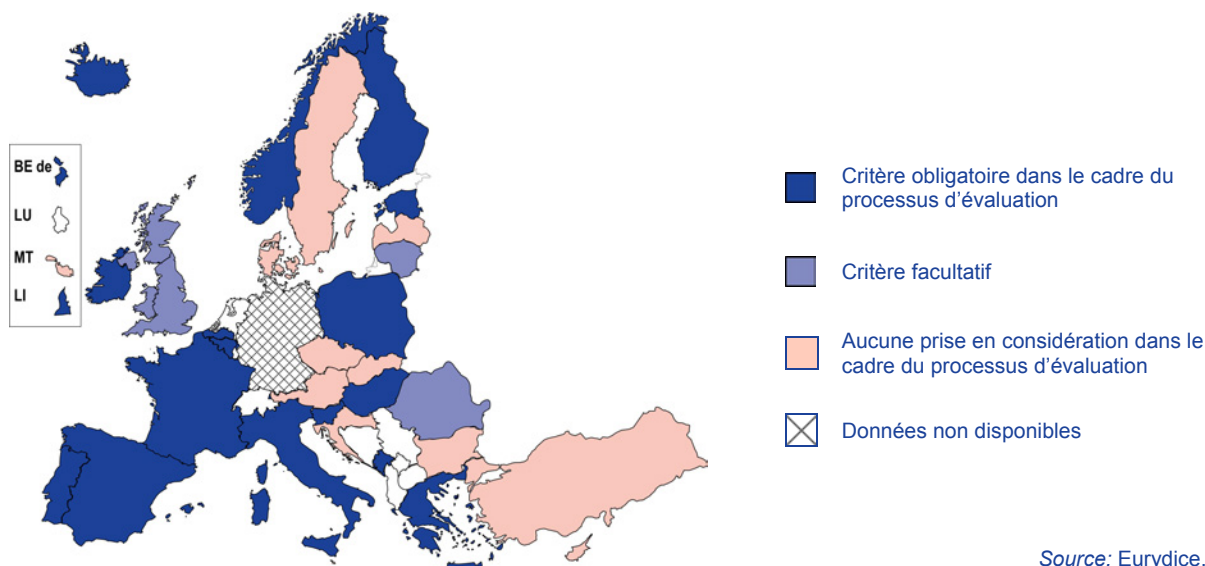 BE de
LU
MT
LI
Critère obligatoire dans le cadre du
processus d’évaluation
Critère facultatif
Aucune prise en considération dans le
cadre du processus d’évaluation
Données non disponibles
Source: Eurydice.